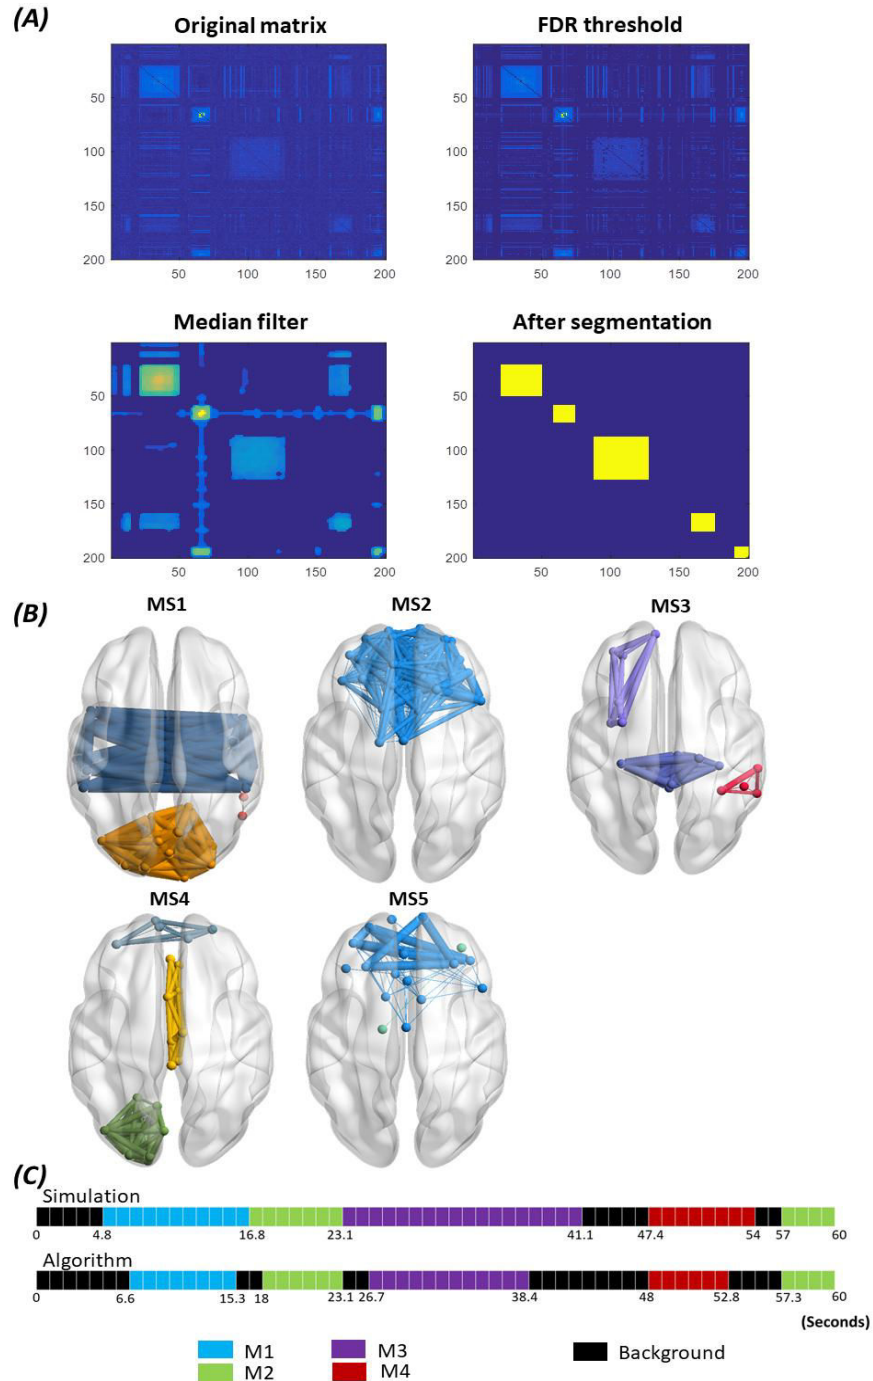 (A)
Original matrix
FDR threshold
50
100
150
200
50
100
150
200
50
100
150
200
50
100
150
200
Median filter
After segmentation
50
100
150
200
50
100
150
200
50
100
150
200
50
100
150
200
(B)
MS1
MS2
MS3
MS4
MS5
(C)
Simulation
0 4.8 16.8 23.1 41.1 47.4 54 57 60
Algorithm
0 6.6 15.3 18 23.1 26.7 38.4 48 52.8 57.3 60
(Seconds)
M1 M3 Background
M2 M4